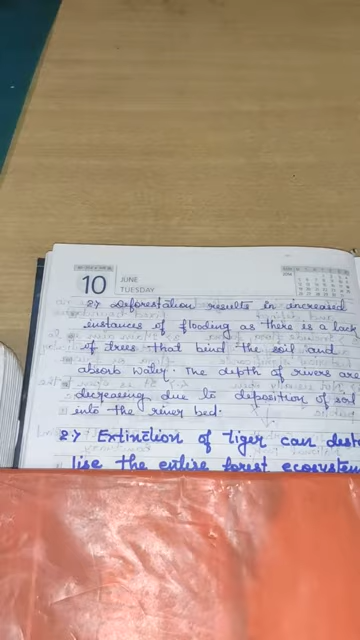 10
JUNE
TUESDAY
2) Deforestation results in increased
instances of flooding as there is a lack
of trees that bind the soil and
absorb water. The depth of rivers are
decreasing due to deposition of soil
into the river bed.
2.) Extinction of tiger can desta
lise the entire forest ecosystem